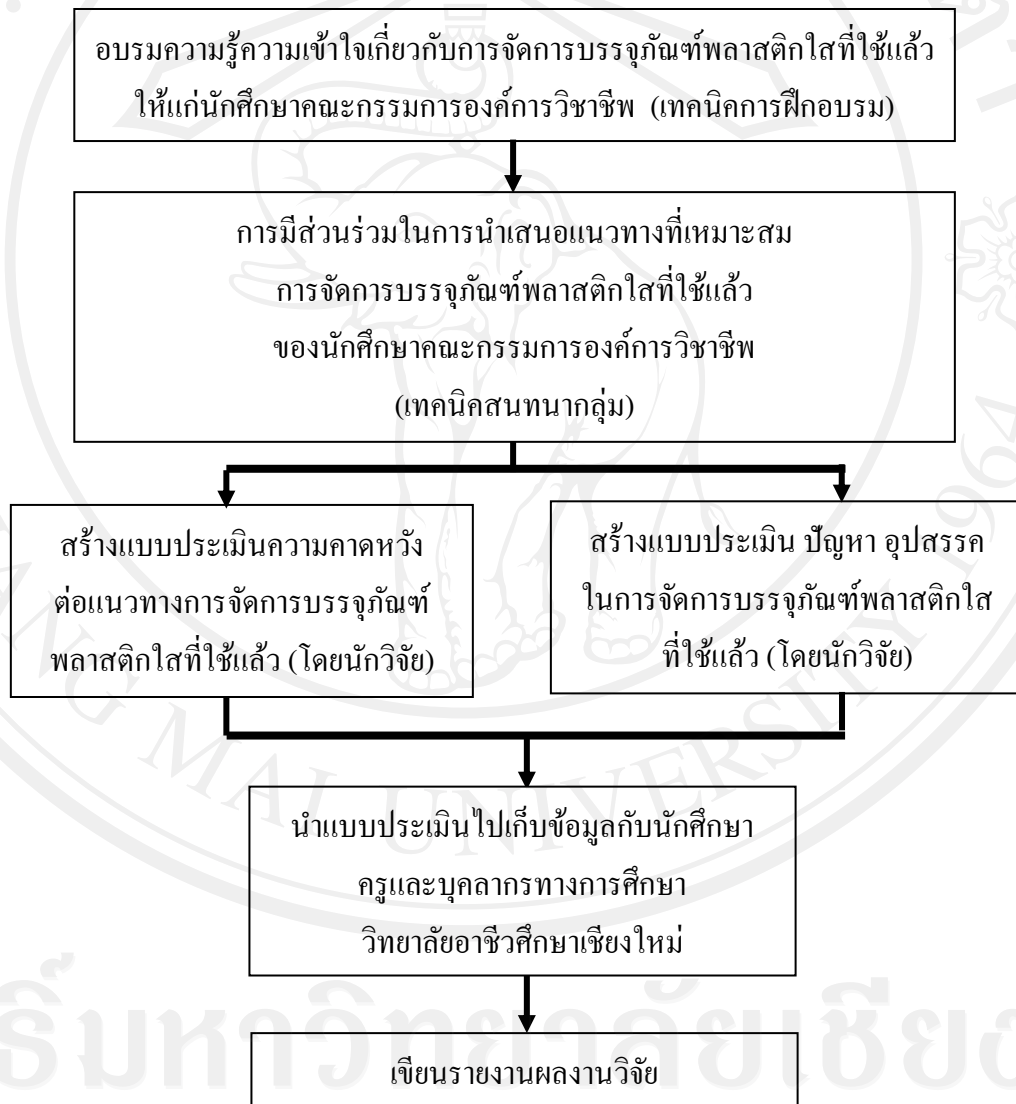 อบรมความรู้ความเข้าใจเกี่ยวกับการจัดการบรรจุภัณฑ์พลาสติกใสที่ใช้แล้ว
ให้แก่นักศึกษาคณะกรรมการองค์การวิชาชีพ (เทคนิคการฝึกอบรม)
การมีส่วนร่วมในการนำเสนอแนวทางที่เหมาะสม
การจัดการบรรจุภัณฑ์พลาสติกใสที่ใช้แล้ว
ของนักศึกษาคณะกรรมการองค์การวิชาชีพ
(เทคนิคสนทนากลุ่ม)
สร้างแบบประเมินความคาดหวัง
ต่อแนวทางการจัดการบรรจุภัณฑ์
พลาสติกใสที่ใช้แล้ว (โดยนักวิจัย)
สร้างแบบประเมิน ปัญหา อุปสรรค
ในการจัดการบรรจุภัณฑ์พลาสติกใส
ที่ใช้แล้ว (โดยนักวิจัย)
นำแบบประเมินไปเก็บข้อมูลกับนักศึกษา
ครูและบุคลากรทางการศึกษา
วิทยาลัยอาชีวศึกษาเชียงใหม่
เขียนรายงานผลงานวิจัย
ANG MAI UNIVERSITY 1964
ธิ์มหาวิทยาลัยเชียง